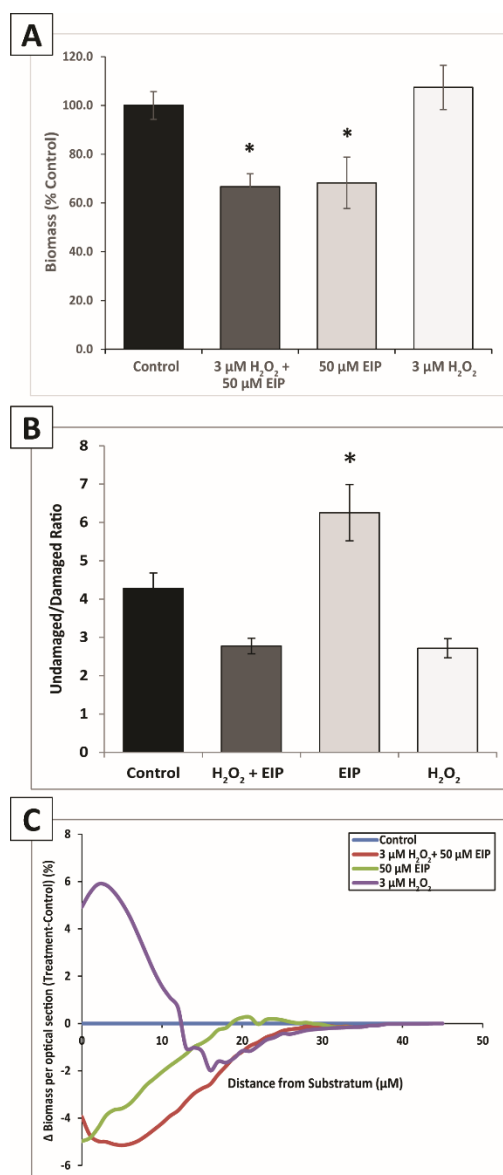 A
120.0
100.0
80.0
60.0
40.0
20.0
0.0
Biomass (% Control)
*
*
Control
3 µM H₂O₂ +
50 µM EIP
50 µM EIP
3 µM H₂O₂
B
8
7
6
5
4
3
2
1
0
Undamaged/Damaged Ratio
*
Control
H₂O₂ + EIP
EIP
H₂O₂
C
8
6
4
2
0
-2
-4
-6
Δ Biomass per optical section (Treatment-Control) (%)
Control
3 µM H₂O₂+ 50 µM EIP
50 µM EIP
3 µM H₂O₂
0
10
20
30
40
50
Distance from Substratum (µM)